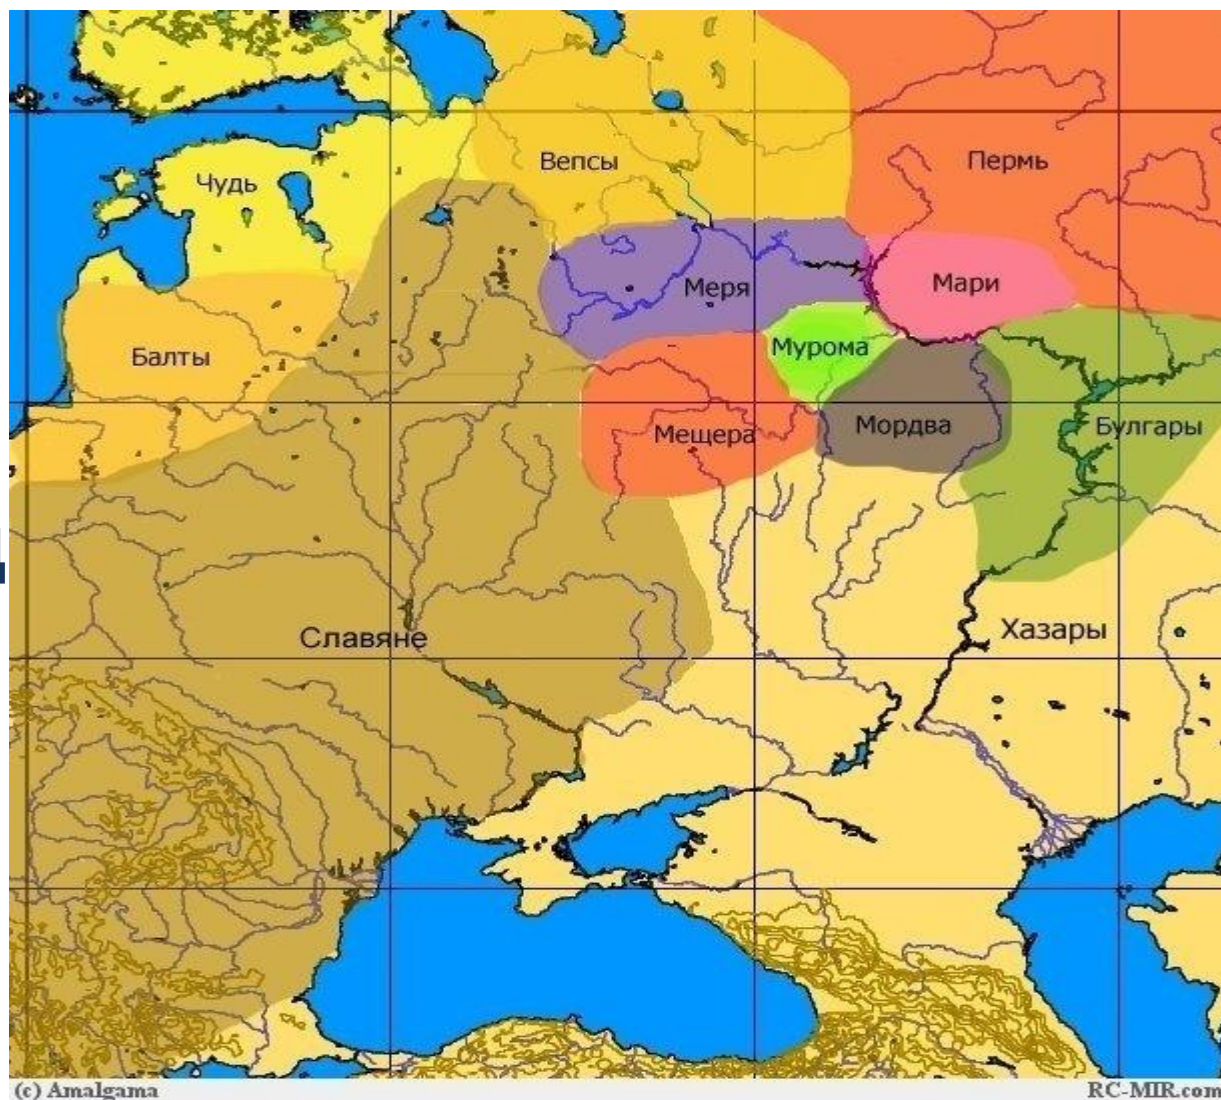 Вепсы
Пермь
Чудь
Меря
Мари
Мурома
Балты
Мещера
Мордва
Булгары
Славяне
Хазары
(c) Amalgama
RC-MIR.com